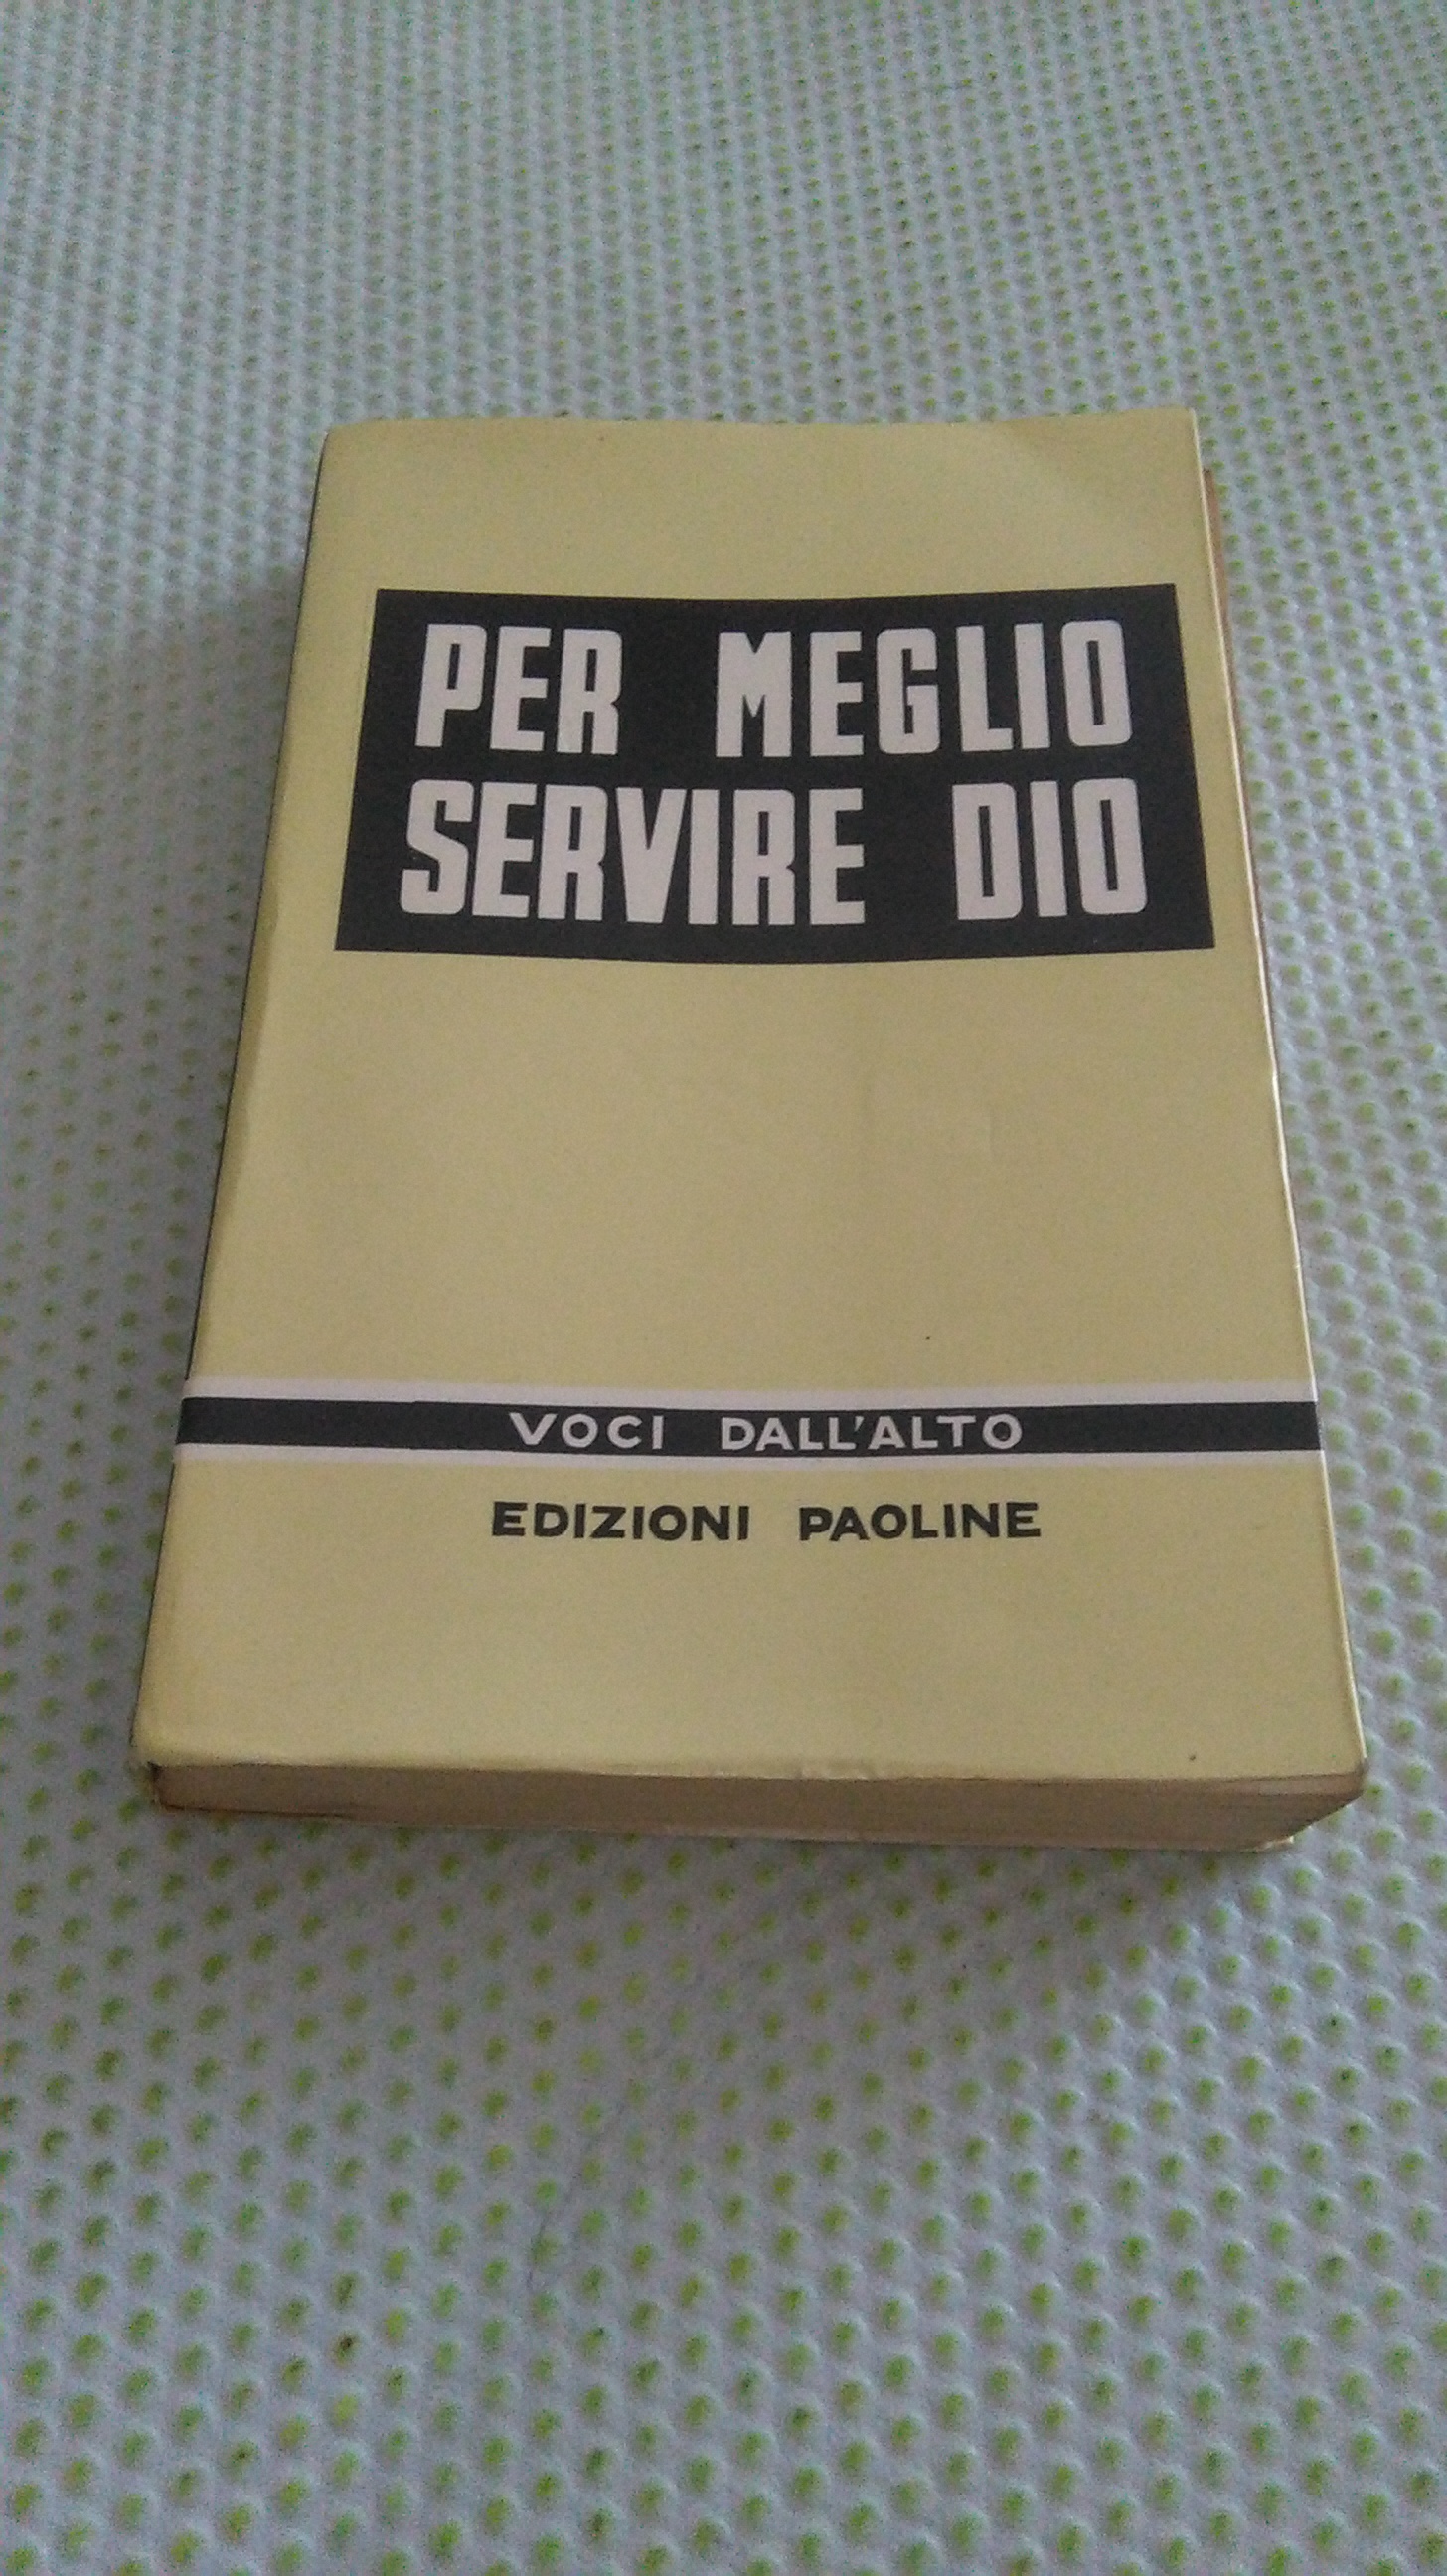 PER MEGLIO
SERVIRE DIO
VOCI DALL'ALTO
EDIZIONI PAOLINE